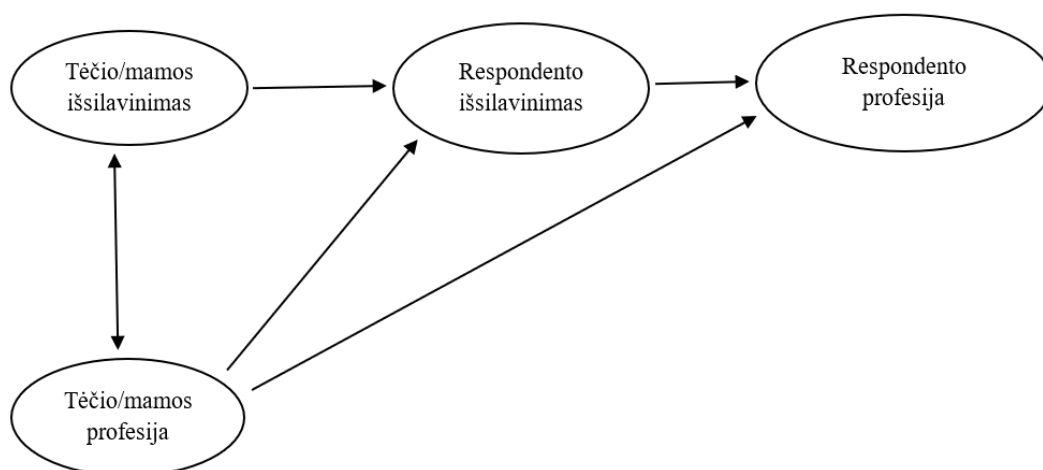 Tėčio/mamos
išsilavinimas
Respondento
išsilavinimas
Respondento
profesija
Tėčio/mamos
profesija